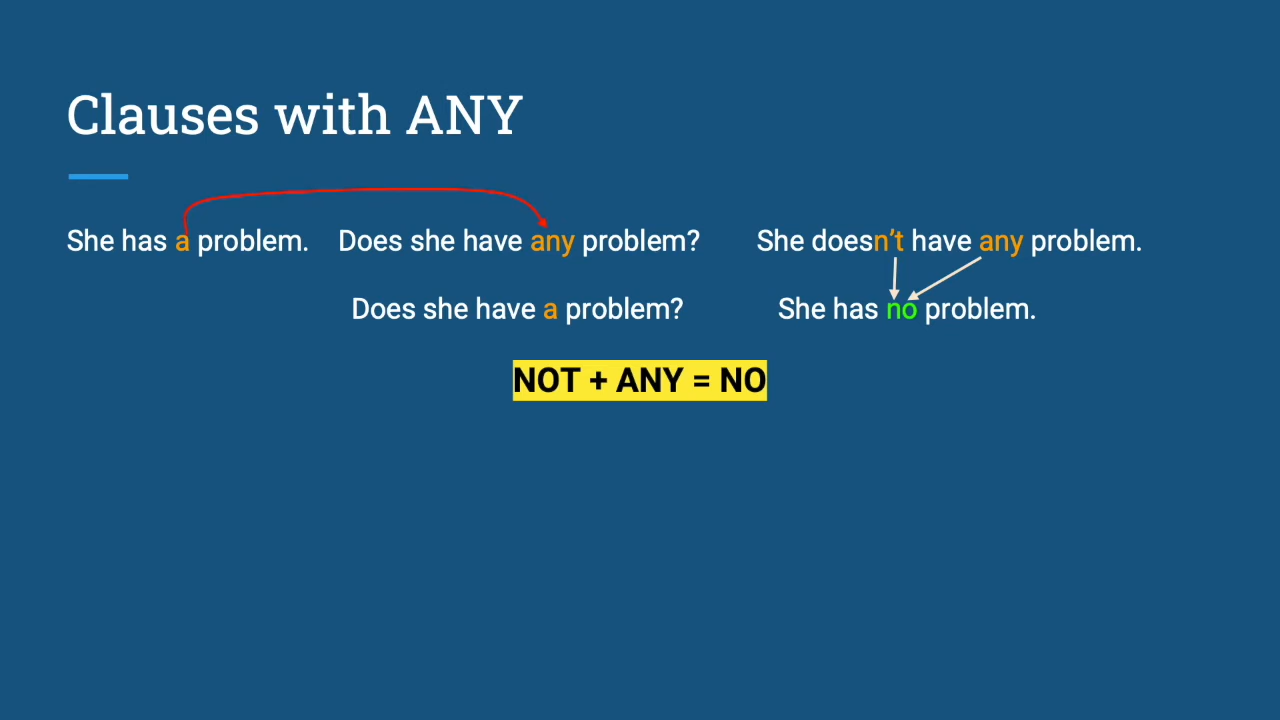 Clauses with ANY
She has a problem. Does she have any problem? She doesn’t have any problem.
Does she have a problem? She has no problem.
NOT + ANY = NO